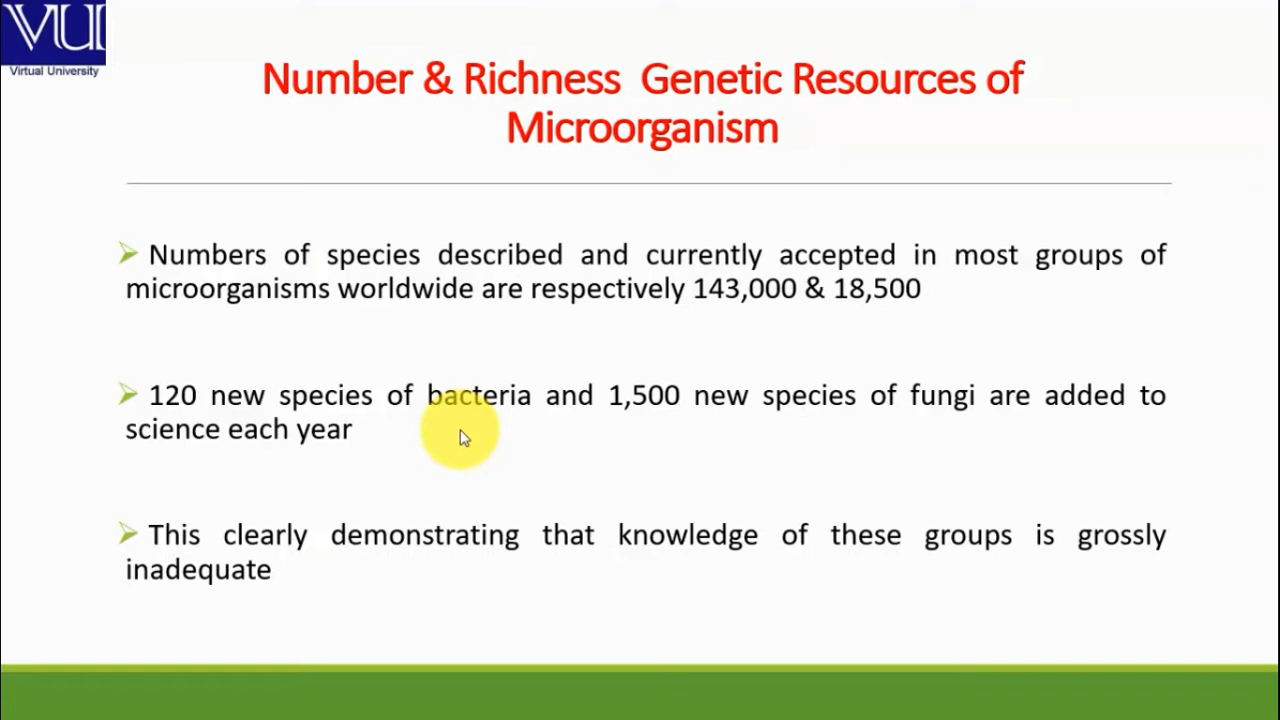 VU
Virtual University
Number & Richness Genetic Resources of
Microorganism
Numbers of species described and currently accepted in most groups of
microorganisms worldwide are respectively 143,000 & 18,500
120 new species of bacteria and 1,500 new species of fungi are added to
science each year
This clearly demonstrating that knowledge of these groups is grossly
inadequate